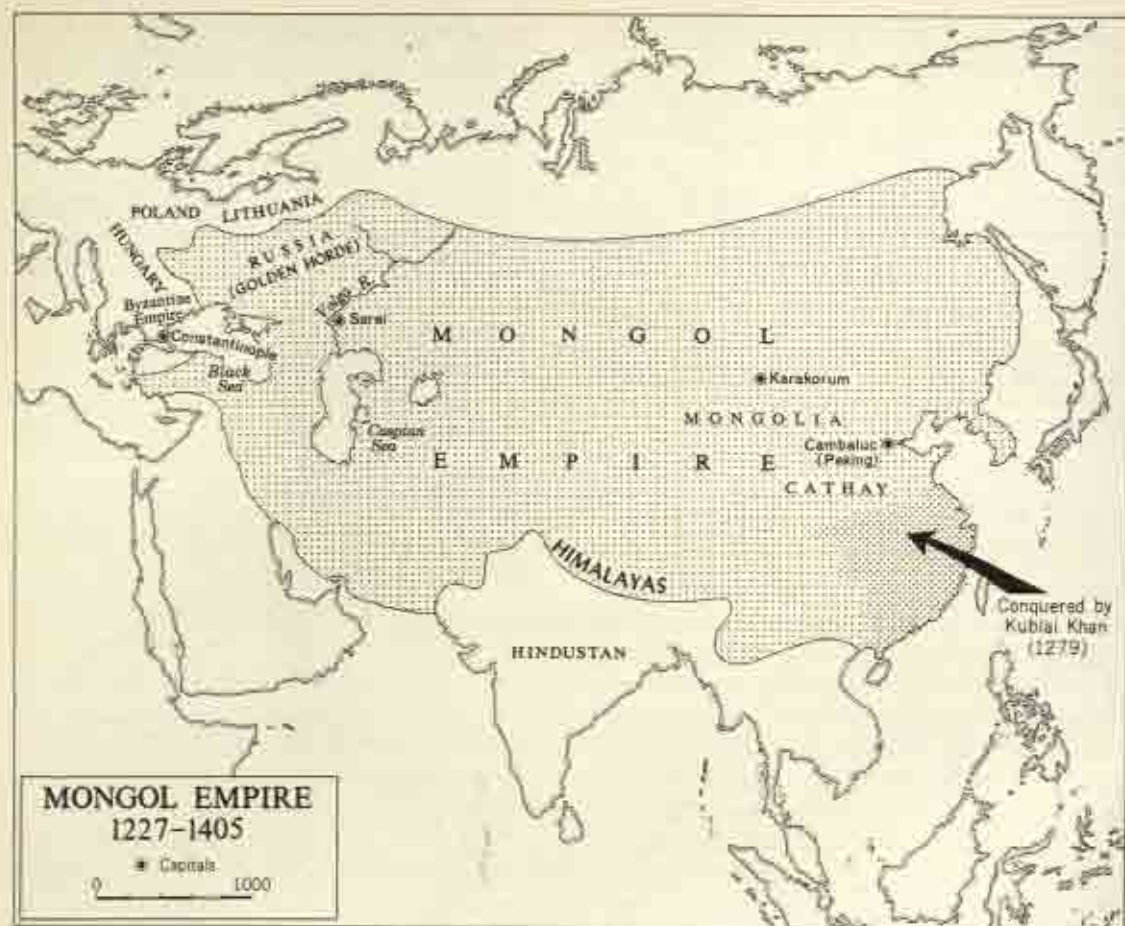 POLAND LITHUANIA
HUNGARY
RUSSIA
(GOLDEN HORDE)
Volga R.
Byzantine
Empire
Sarai
Constantinople
Black
Sea
MONGOL
Karakorum
MONGOLIA
Caspian
Sea
EMPIRE
Cambaluc
(Peking)
CATHAY
HIMALAYAS
Conquered by
Kublai Khan
(1279)
HINDUSTAN
MONGOL EMPIRE
1227–1405
Capitals
0 1000